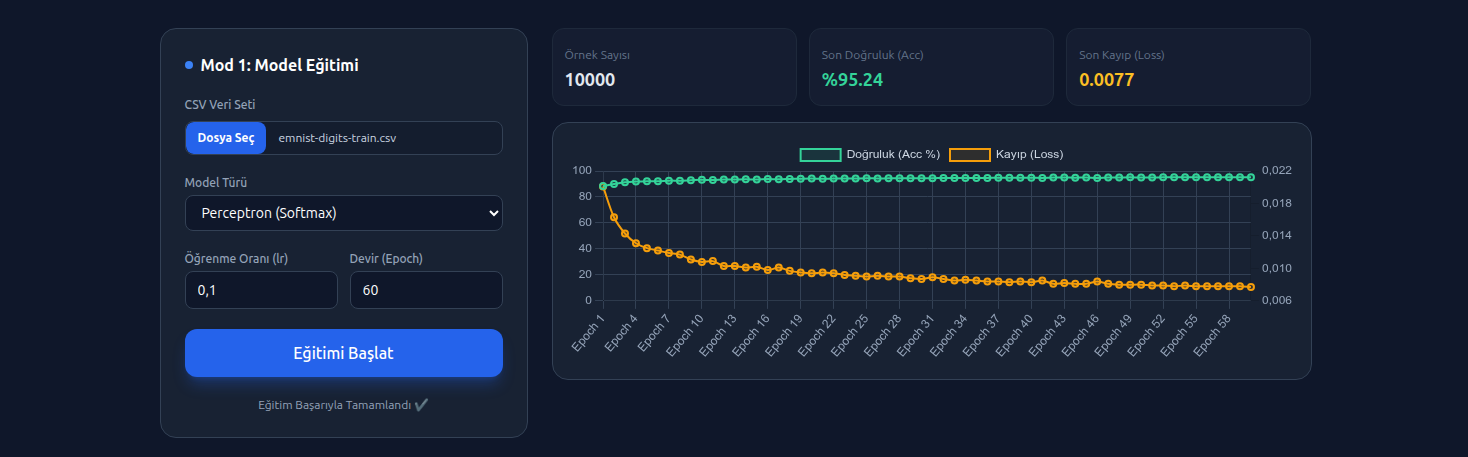 Mod 1: Model Eğitimi
CSV Veri Seti
Dosya Seç emnist-digits-train.csv
Model Türü
Perceptron (Softmax)
Öğrenme Oranı (lr) Devir (Epoch)
0,1 60
Eğitimi Başlat
Eğitim Başarıyla Tamamlandı ✔
Örnek Sayısı
10000
Son Doğruluk (Acc)
%95.24
Son Kayıp (Loss)
0.0077
Doğruluk (Acc %) Kayıp (Loss)
100 0,022
80 0,018
60 0,014
40 0,010
20
0 0,006
Epoch 1 Epoch 4 Epoch 7 Epoch 10 Epoch 13 Epoch 16 Epoch 19 Epoch 22 Epoch 25 Epoch 28 Epoch 31 Epoch 34 Epoch 37 Epoch 40 Epoch 43 Epoch 46 Epoch 49 Epoch 52 Epoch 55 Epoch 58